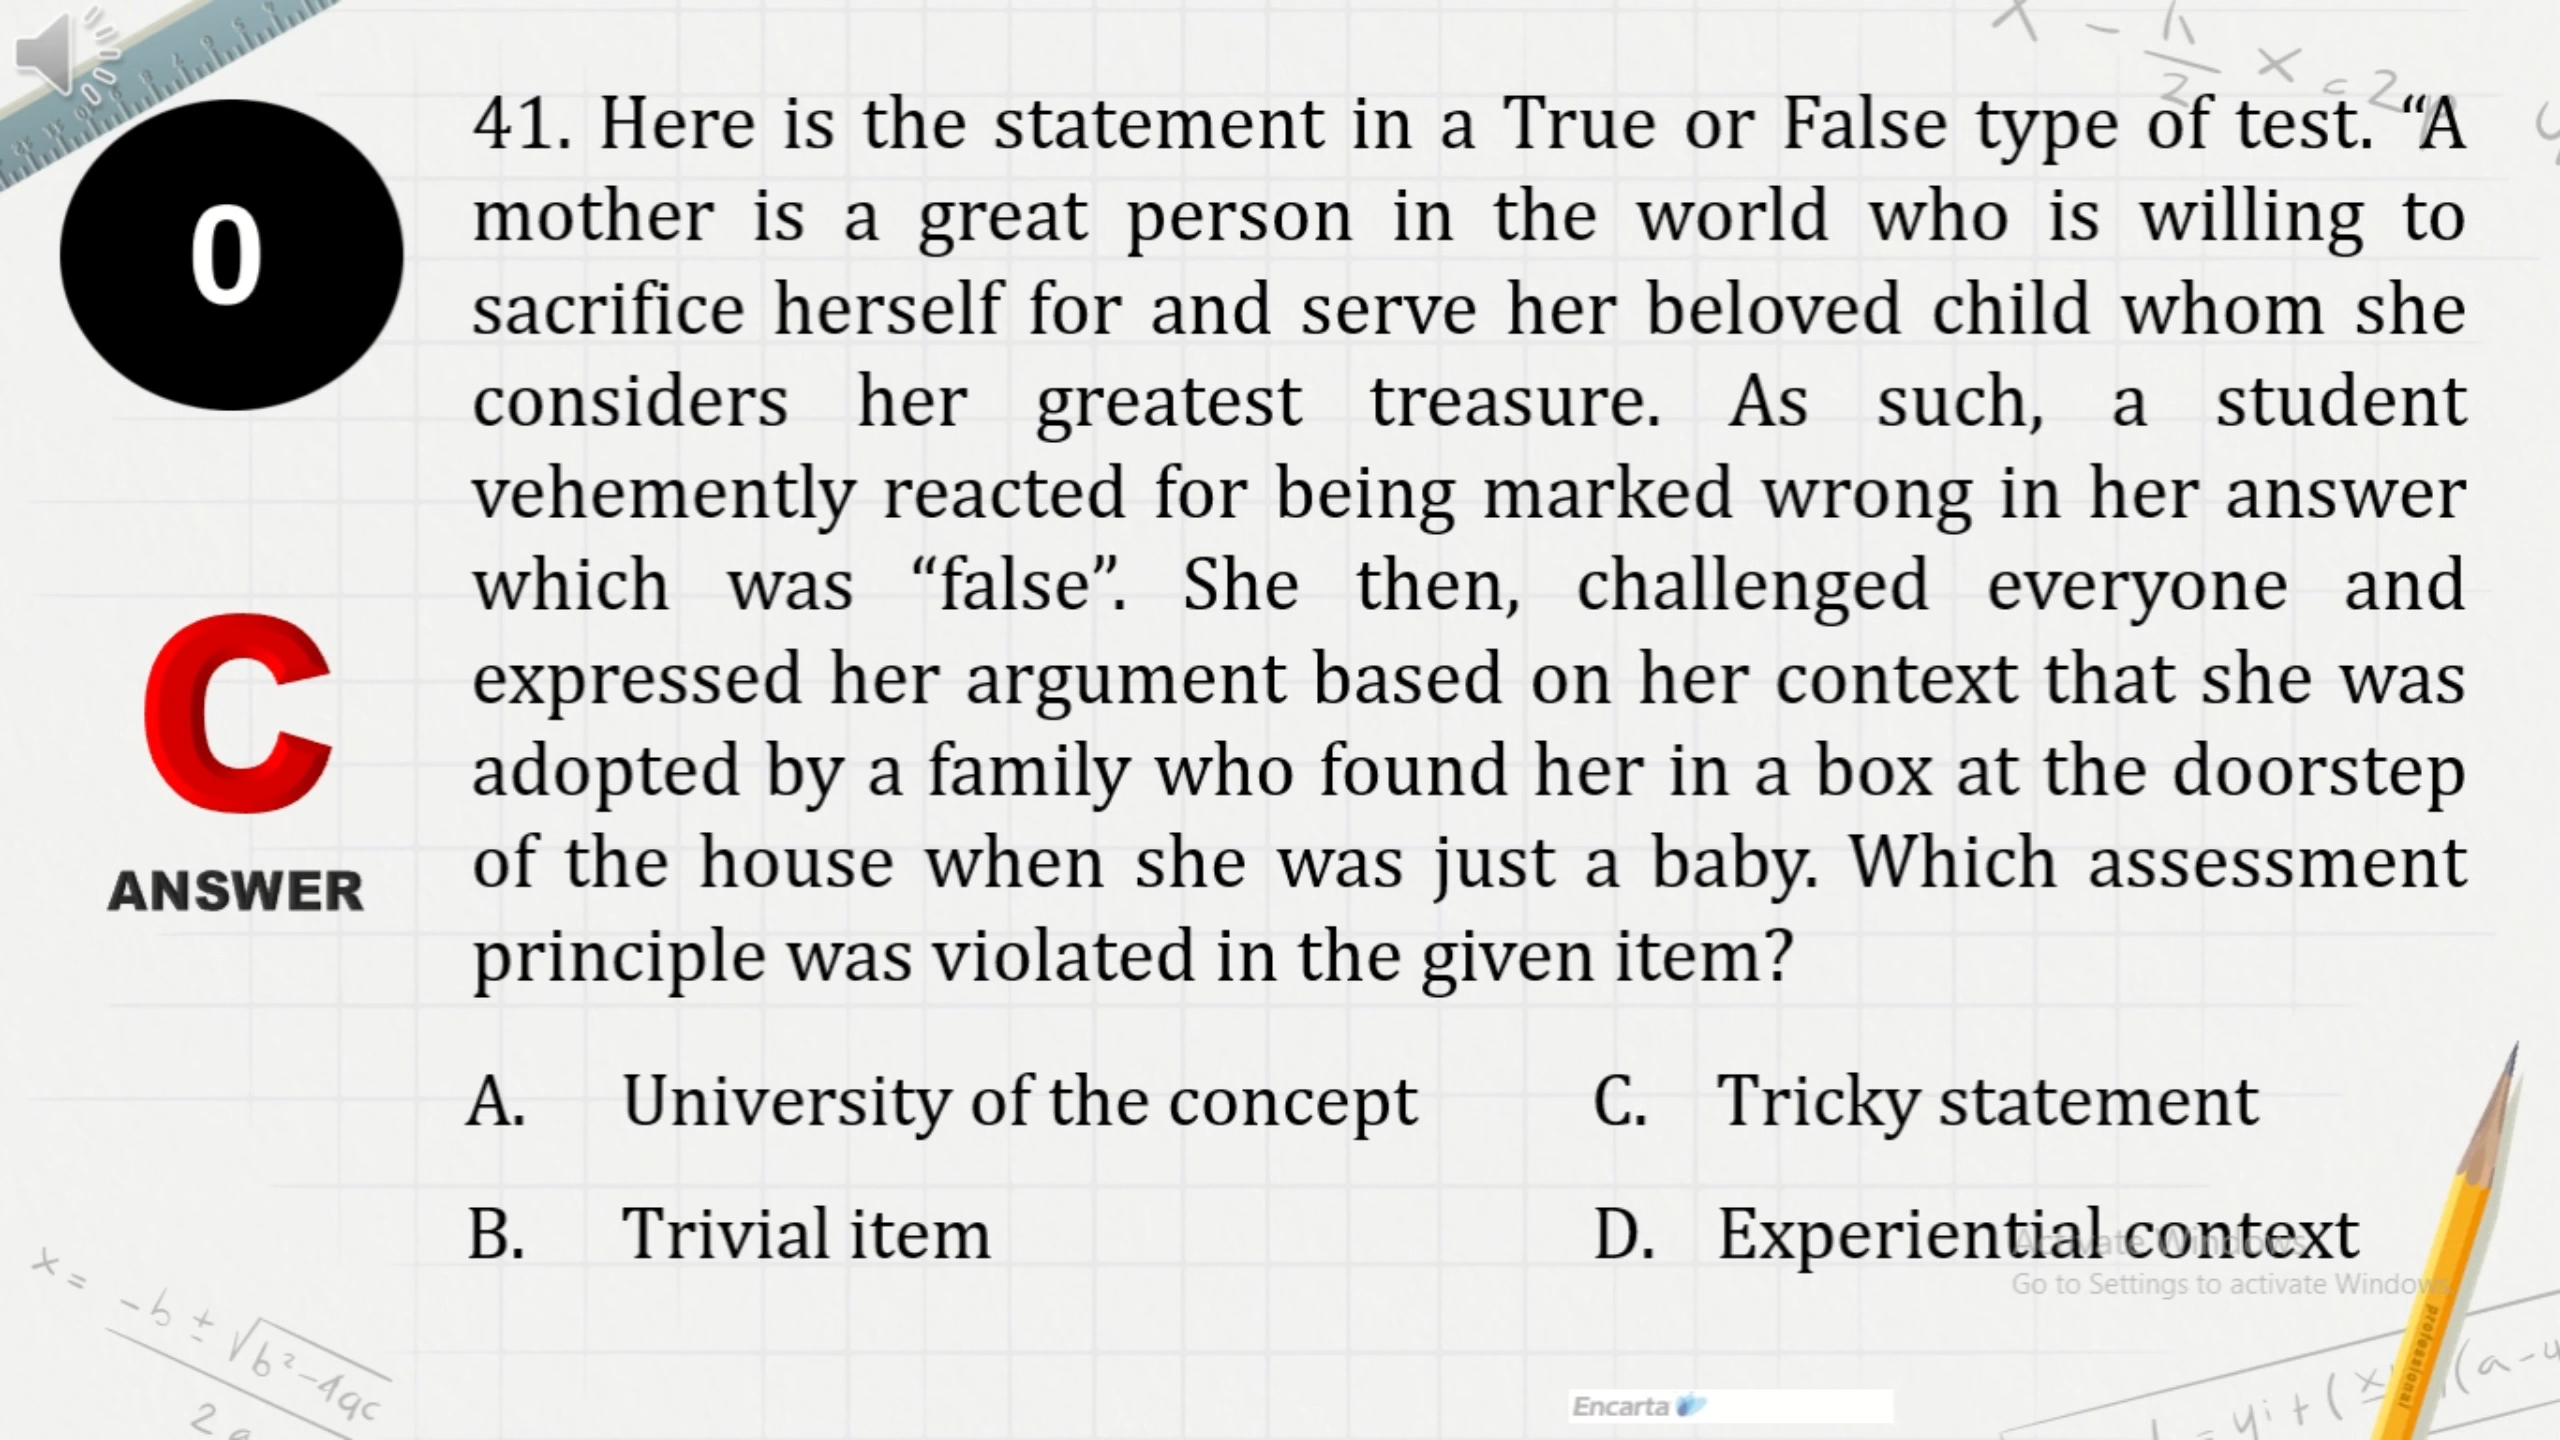 0
41. Here is the statement in a True or False type of test. “A
mother is a great person in the world who is willing to
sacrifice herself for and serve her beloved child whom she
considers her greatest treasure. As such, a student
vehemently reacted for being marked wrong in her answer
which was “false”. She then, challenged everyone and
expressed her argument based on her context that she was
adopted by a family who found her in a box at the doorstep
of the house when she was just a baby. Which assessment
principle was violated in the given item?
C
ANSWER
A. University of the concept
B. Trivial item
C. Tricky statement
D. Experiential context
Activate Windows
Go to Settings to activate Windows.
Encarta
professional
x = -b ± √b²-4ac